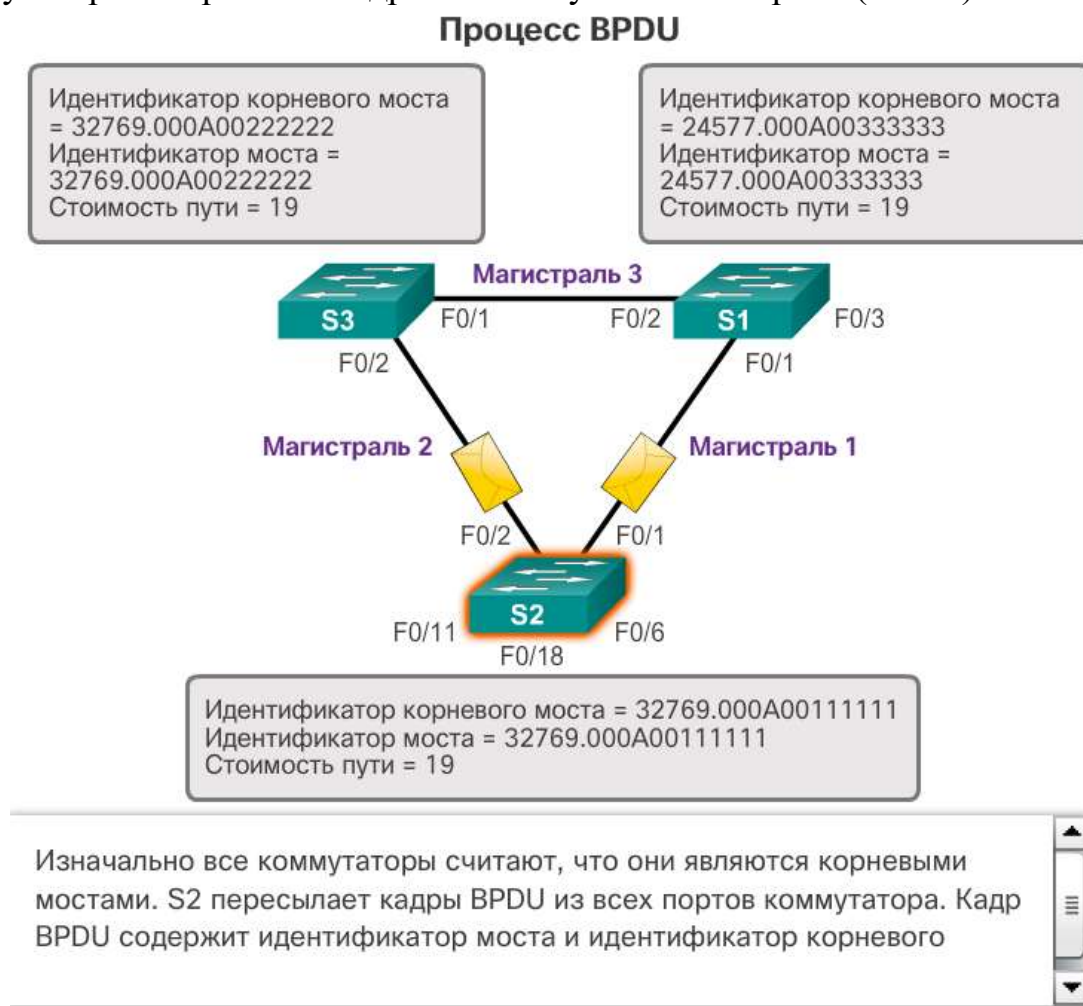 Процесс BPDU
Идентификатор корневого моста
= 32769.000A00222222
Идентификатор моста =
32769.000A00222222
Стоимость пути = 19
Идентификатор корневого моста
= 24577.000A00333333
Идентификатор моста =
24577.000A00333333
Стоимость пути = 19
Магистраль 3
S3
F0/1
F0/2
S1
F0/3
F0/2
F0/1
Магистраль 2
Магистраль 1
F0/2
F0/1
S2
F0/11
F0/6
F0/18
Идентификатор корневого моста = 32769.000A00111111
Идентификатор моста = 32769.000A00111111
Стоимость пути = 19
Изначально все коммутаторы считают, что они являются корневыми
мостами. S2 пересылает кадры BPDU из всех портов коммутатора. Кадр
BPDU содержит идентификатор моста и идентификатор корневого